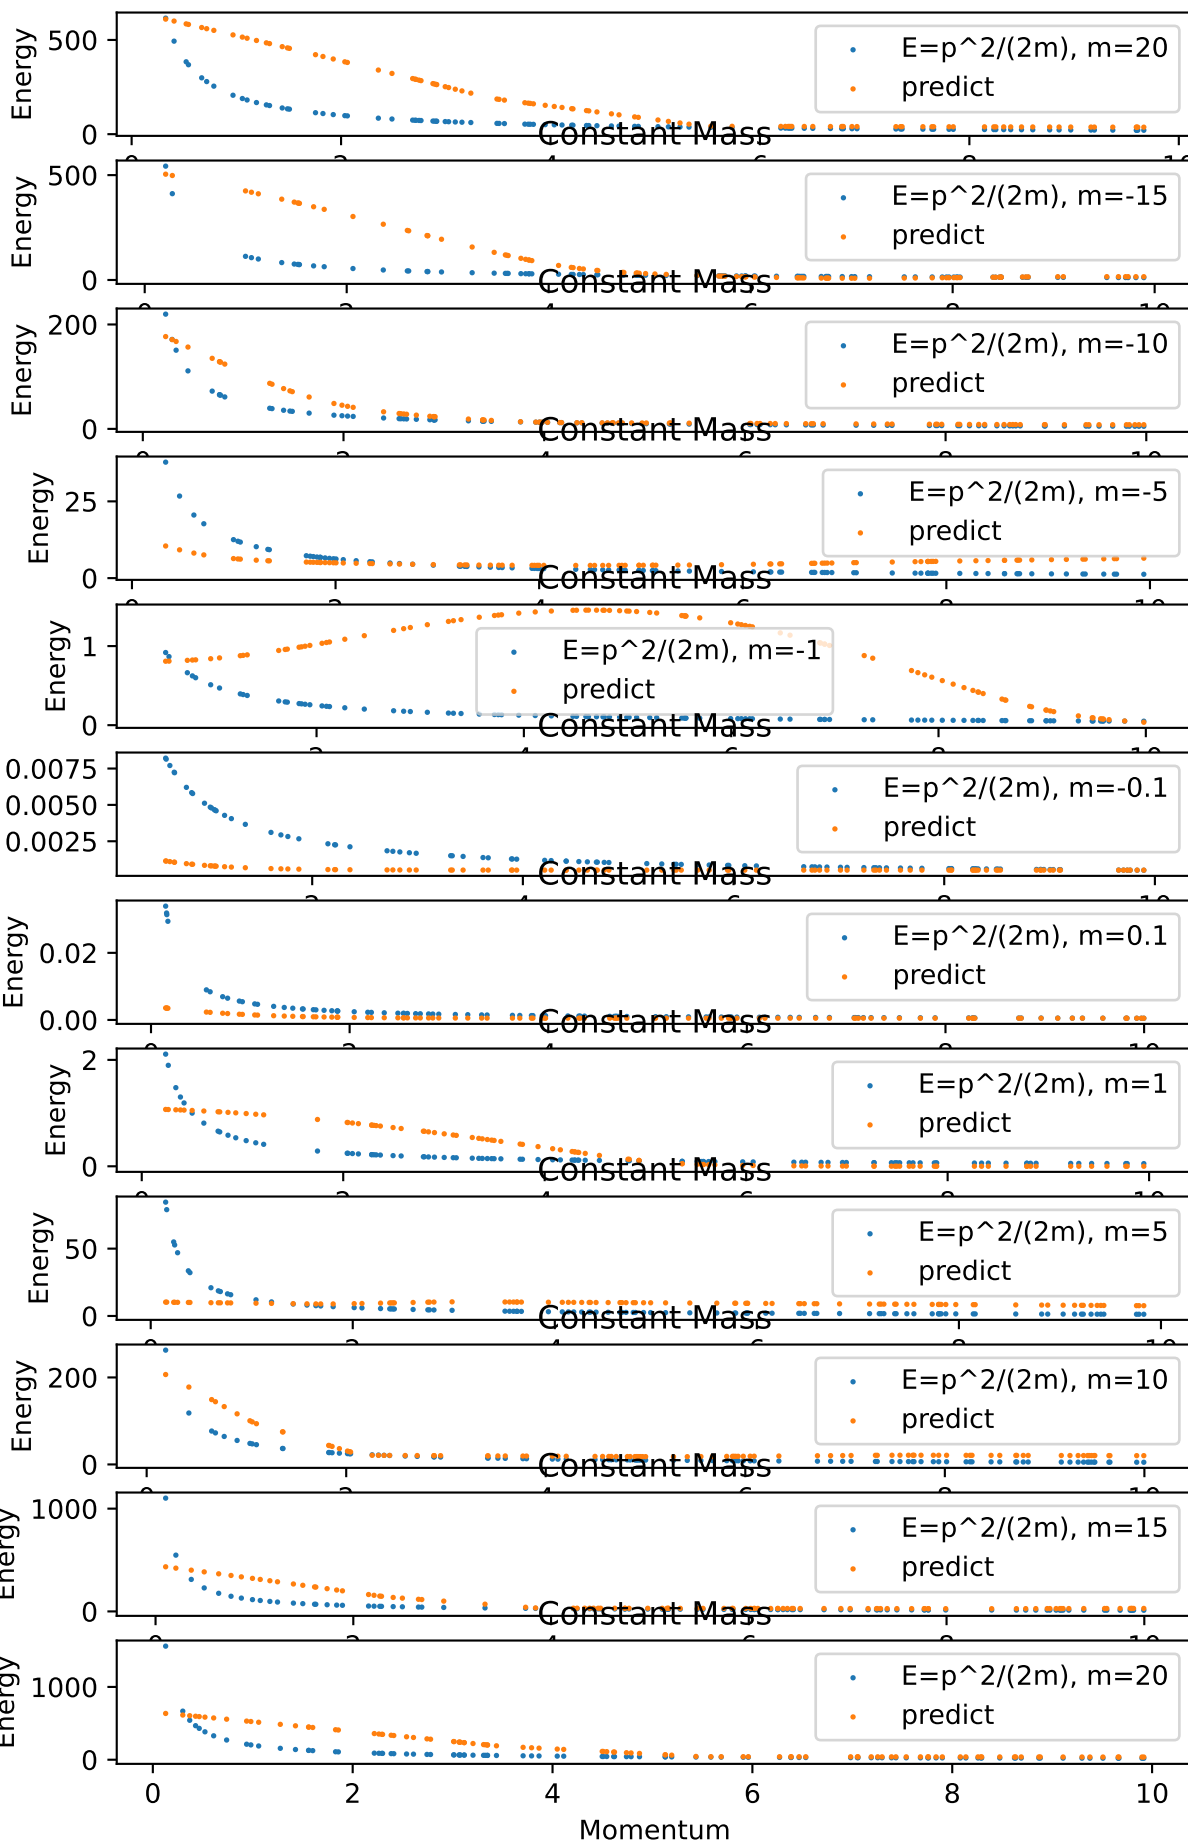 Energy
500
0
E=p^2/(2m), m=20
predict
Constant Mass
Energy
500
0
E=p^2/(2m), m=-15
predict
Constant Mass
Energy
200
0
E=p^2/(2m), m=-10
predict
Constant Mass
Energy
25
0
E=p^2/(2m), m=-5
predict
Constant Mass
Energy
1
0
E=p^2/(2m), m=-1
predict
Constant Mass
0.0075
0.0050
0.0025
E=p^2/(2m), m=-0.1
predict
Constant Mass
Energy
0.02
0.00
E=p^2/(2m), m=0.1
predict
Constant Mass
Energy
2
0
E=p^2/(2m), m=1
predict
Constant Mass
Energy
50
0
E=p^2/(2m), m=5
predict
Constant Mass
Energy
200
0
E=p^2/(2m), m=10
predict
Constant Mass
Energy
1000
0
E=p^2/(2m), m=15
predict
Constant Mass
Energy
1000
0
E=p^2/(2m), m=20
predict
0 2 4 6 8 10
Momentum